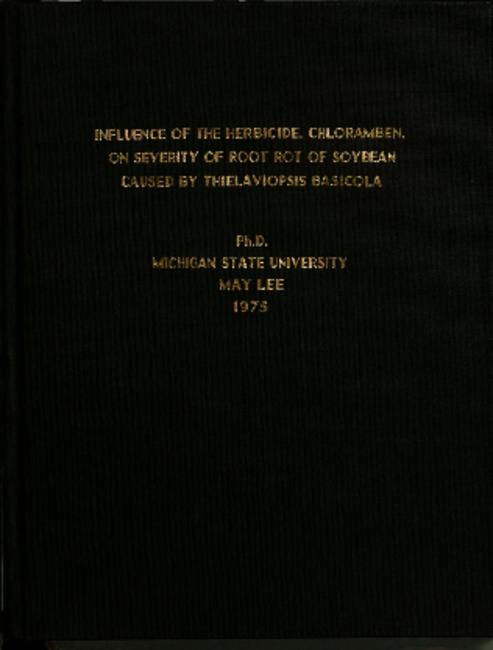 INFLUENCE OF THE HERBICIDE, CHLORAMBEN,
ON SEVERITY OF ROOT ROT OF SOYBEAN
CAUSED BY THIELAVIOPSIS BASICOLA
Ph.D.
MICHIGAN STATE UNIVERSITY
MAY LEE
1975